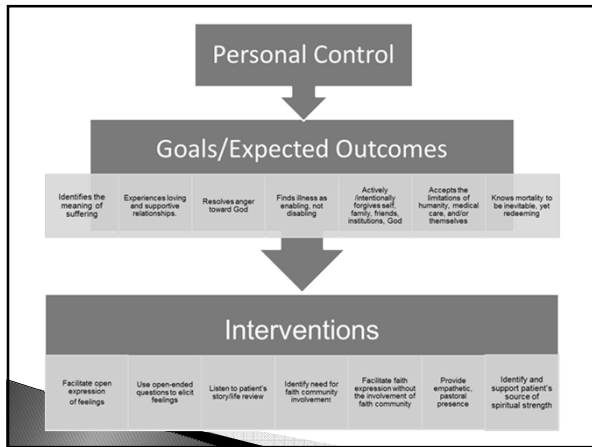 Personal Control
Goals/Expected Outcomes
Identifies the
meaning of
suffering
Experiences loving
and supportive
relationships.
Resolves anger
toward God
Finds illness as
enabling, not
disabling
Actively
/intentionally
forgives self,
family, friends,
institutions, God
Accepts the
limitations of
humanity, medical
care, and/or
themselves
Knows mortality to
be inevitable, yet
redeeming
Interventions
Facilitate open
expression
of feelings
Use open-ended
questions to elicit
feelings
Listen to patient's
story/life review
Identify need for
faith community
involvement
Facilitate faith
expression without
the involvement of
faith community
Provide
empathetic,
pastoral
presence
Identify and
support patient's
source of
spiritual strength